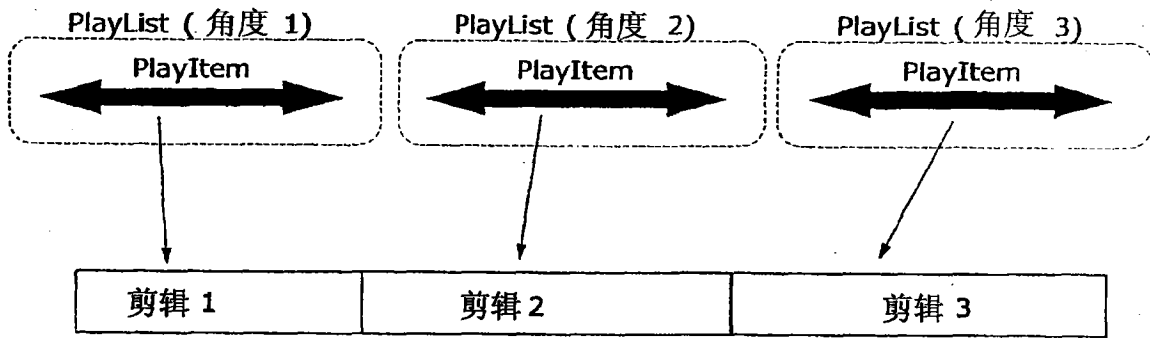 PlayList ( 角度 1) PlayList ( 角度 2) PlayList ( 角度 3)
PlayItem PlayItem PlayItem
剪辑 1 剪辑 2 剪辑 3